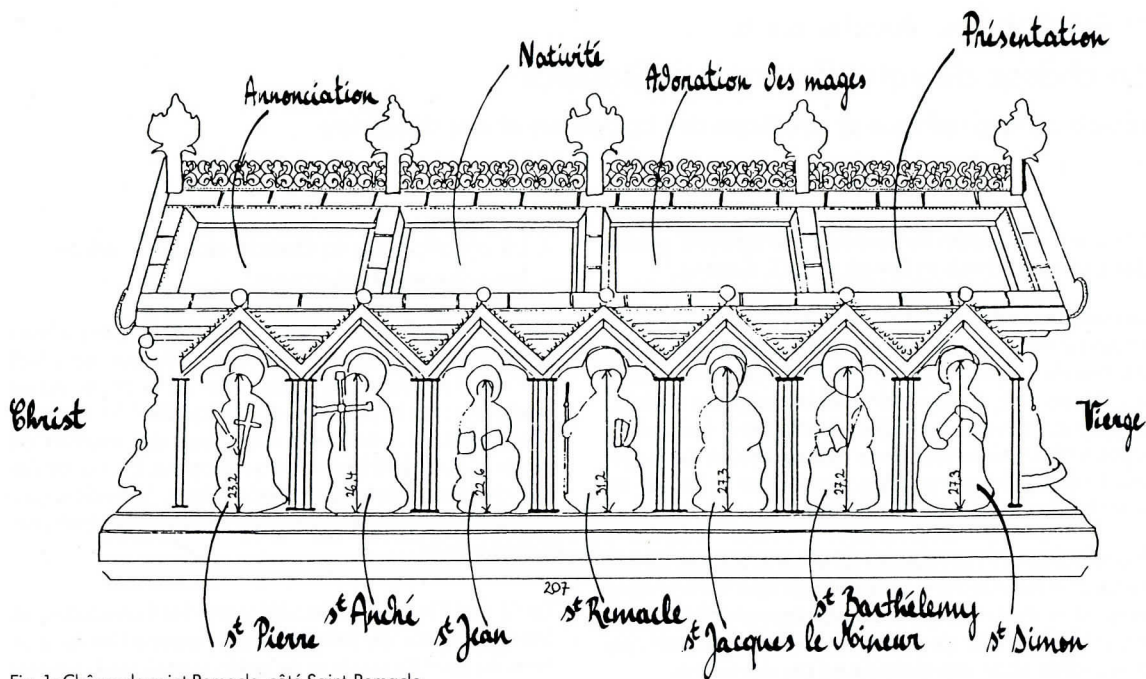 Présentation
Nativité
Adoration des mages
Annonciation
Christ
Vierge
23.2
26.4
22.6
31.2
27.3
27.2
27.3
207
st Pierre
st André
st Jean
st Remacle
st Jacques le Mineur
st Barthélemy
st Simon
Fig. 1. Châsse de saint Remacle, côté Saint-Remacle